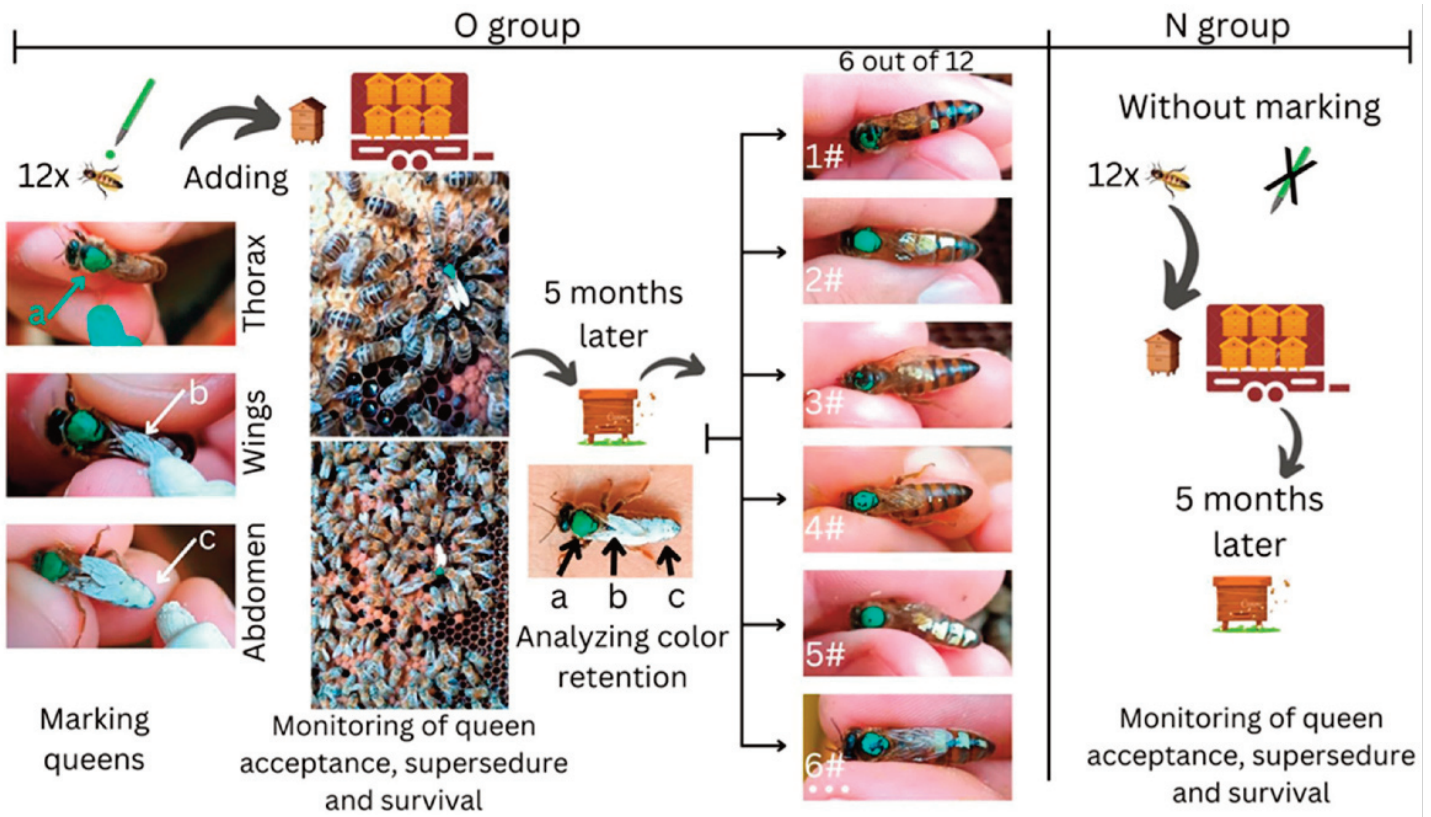 O group
N group
12x
Adding
a
Thorax
b
Wings
c
Abdomen
Marking
queens
Monitoring of queen
acceptance, supersedure
and survival
5 months
later
a b c
Analyzing color
retention
6 out of 12
1#
2#
3#
4#
5#
6#
...
Without marking
12x
5 months
later
Monitoring of queen
acceptance, supersedure
and survival